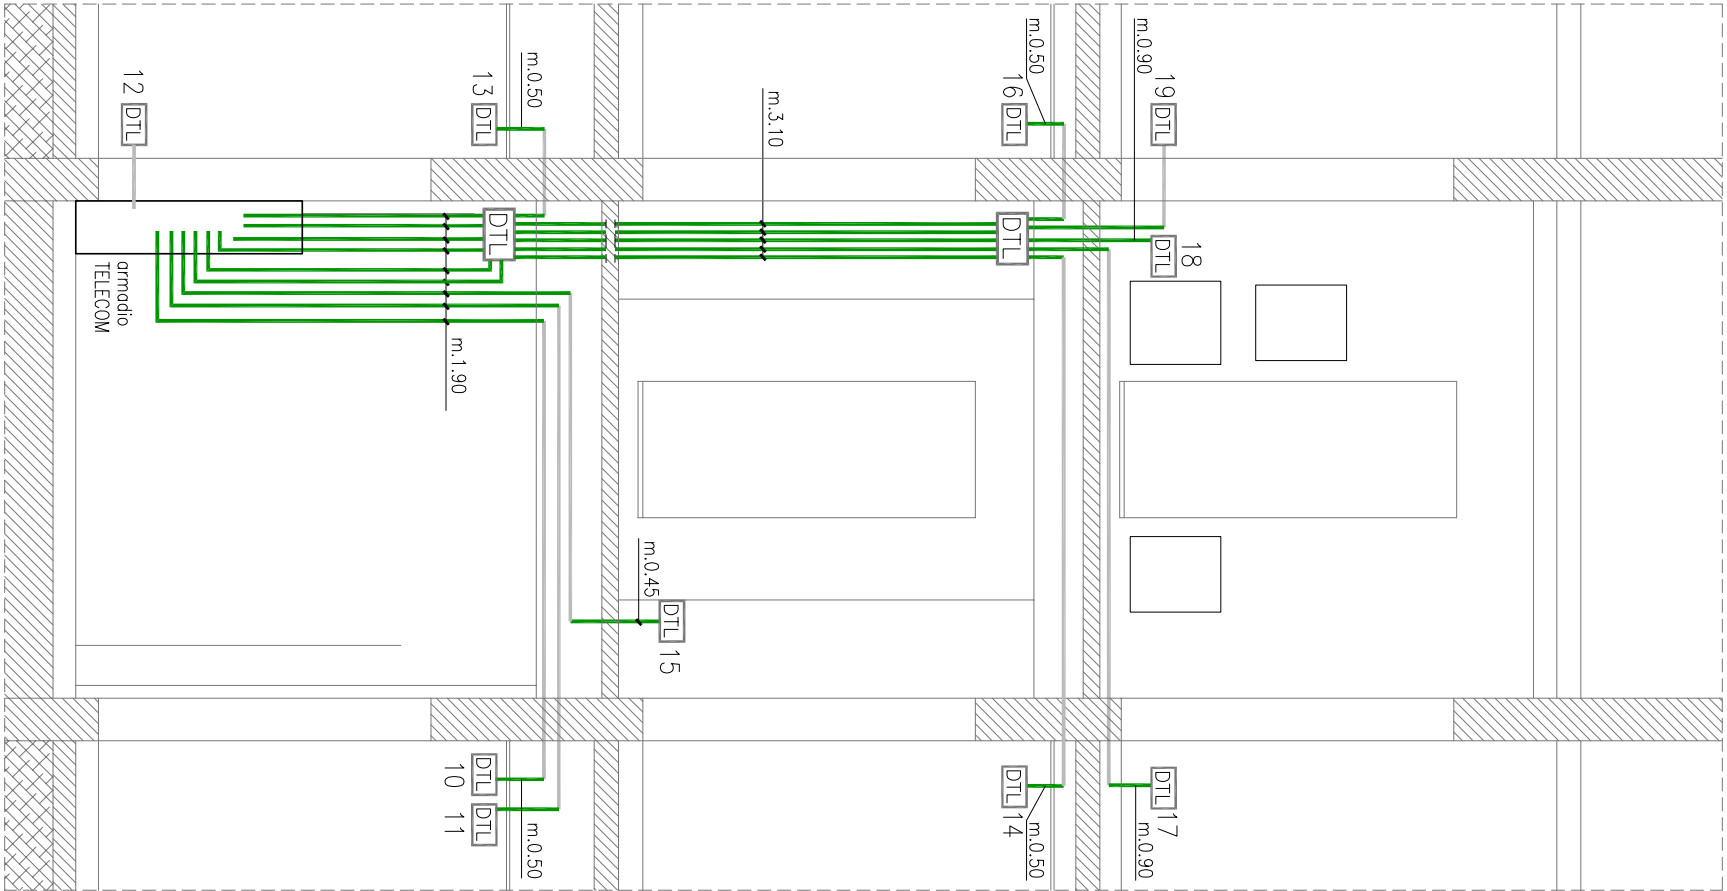 m.0.50
m.0.90
12
DTL
13
DTL
m.0.50
m.3.10
16
DTL
19
DTL
DTL
DTL
DTL
18
armadio
TELECOM
m.1.90
m.0.45
DTL
15
DTL
10
DTL
11
m.0.50
DTL
14
m.0.50
DTL
17
m.0.90